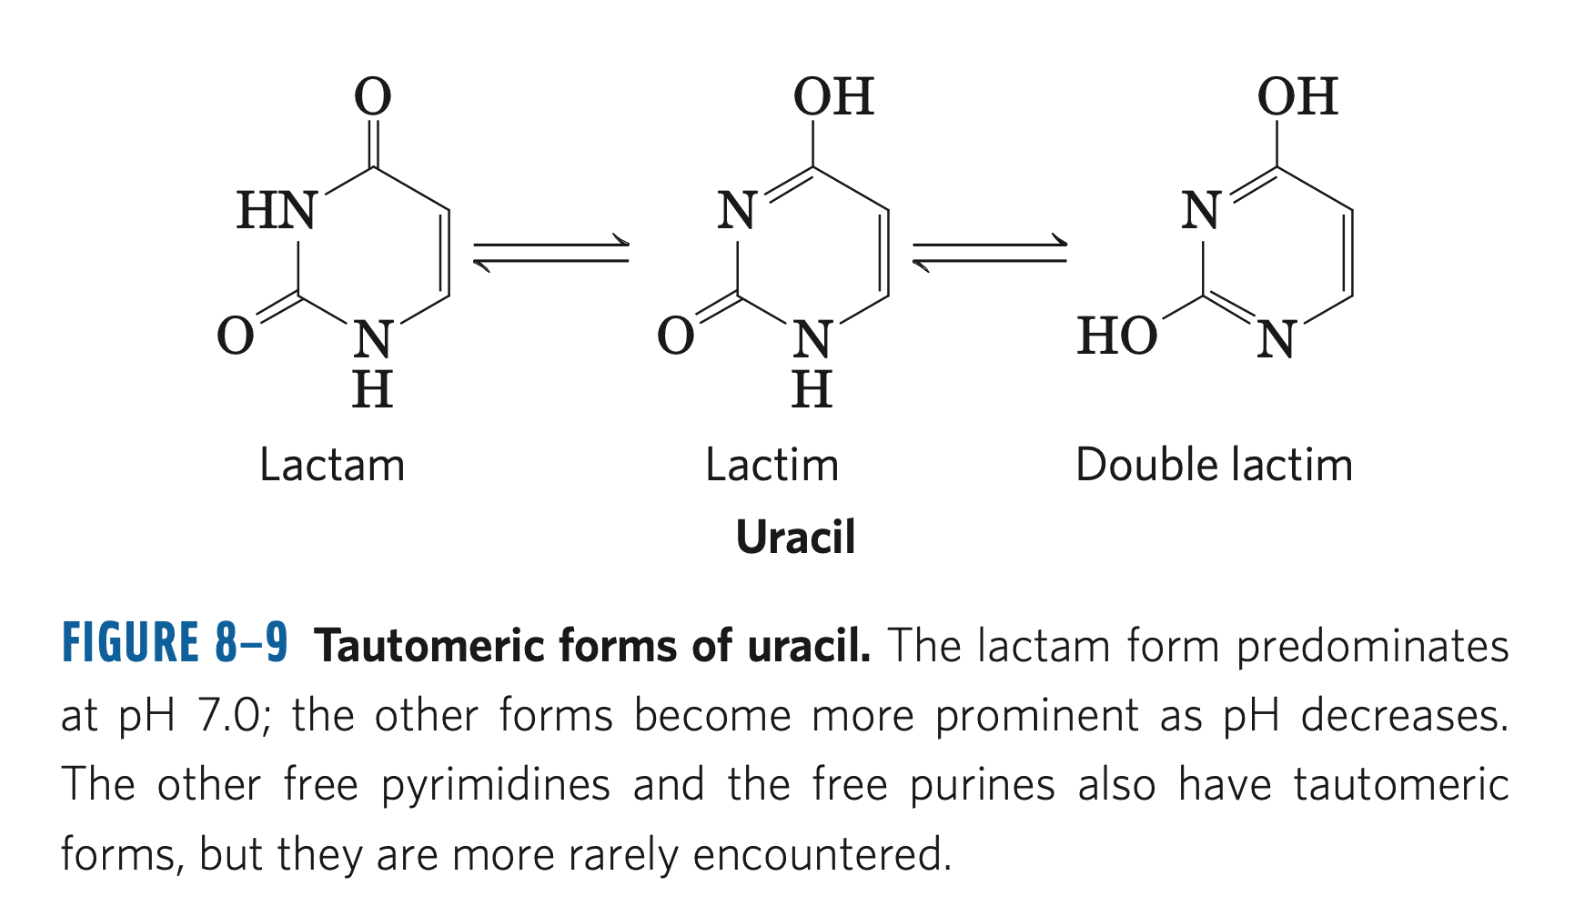 O
OH
OH
HN
N
N
O
N
H
O
N
H
HO
N
Lactam
Lactim
Double lactim
Uracil
FIGURE 8–9 Tautomeric forms of uracil. The lactam form predominates
at pH 7.0; the other forms become more prominent as pH decreases.
The other free pyrimidines and the free purines also have tautomeric
forms, but they are more rarely encountered.